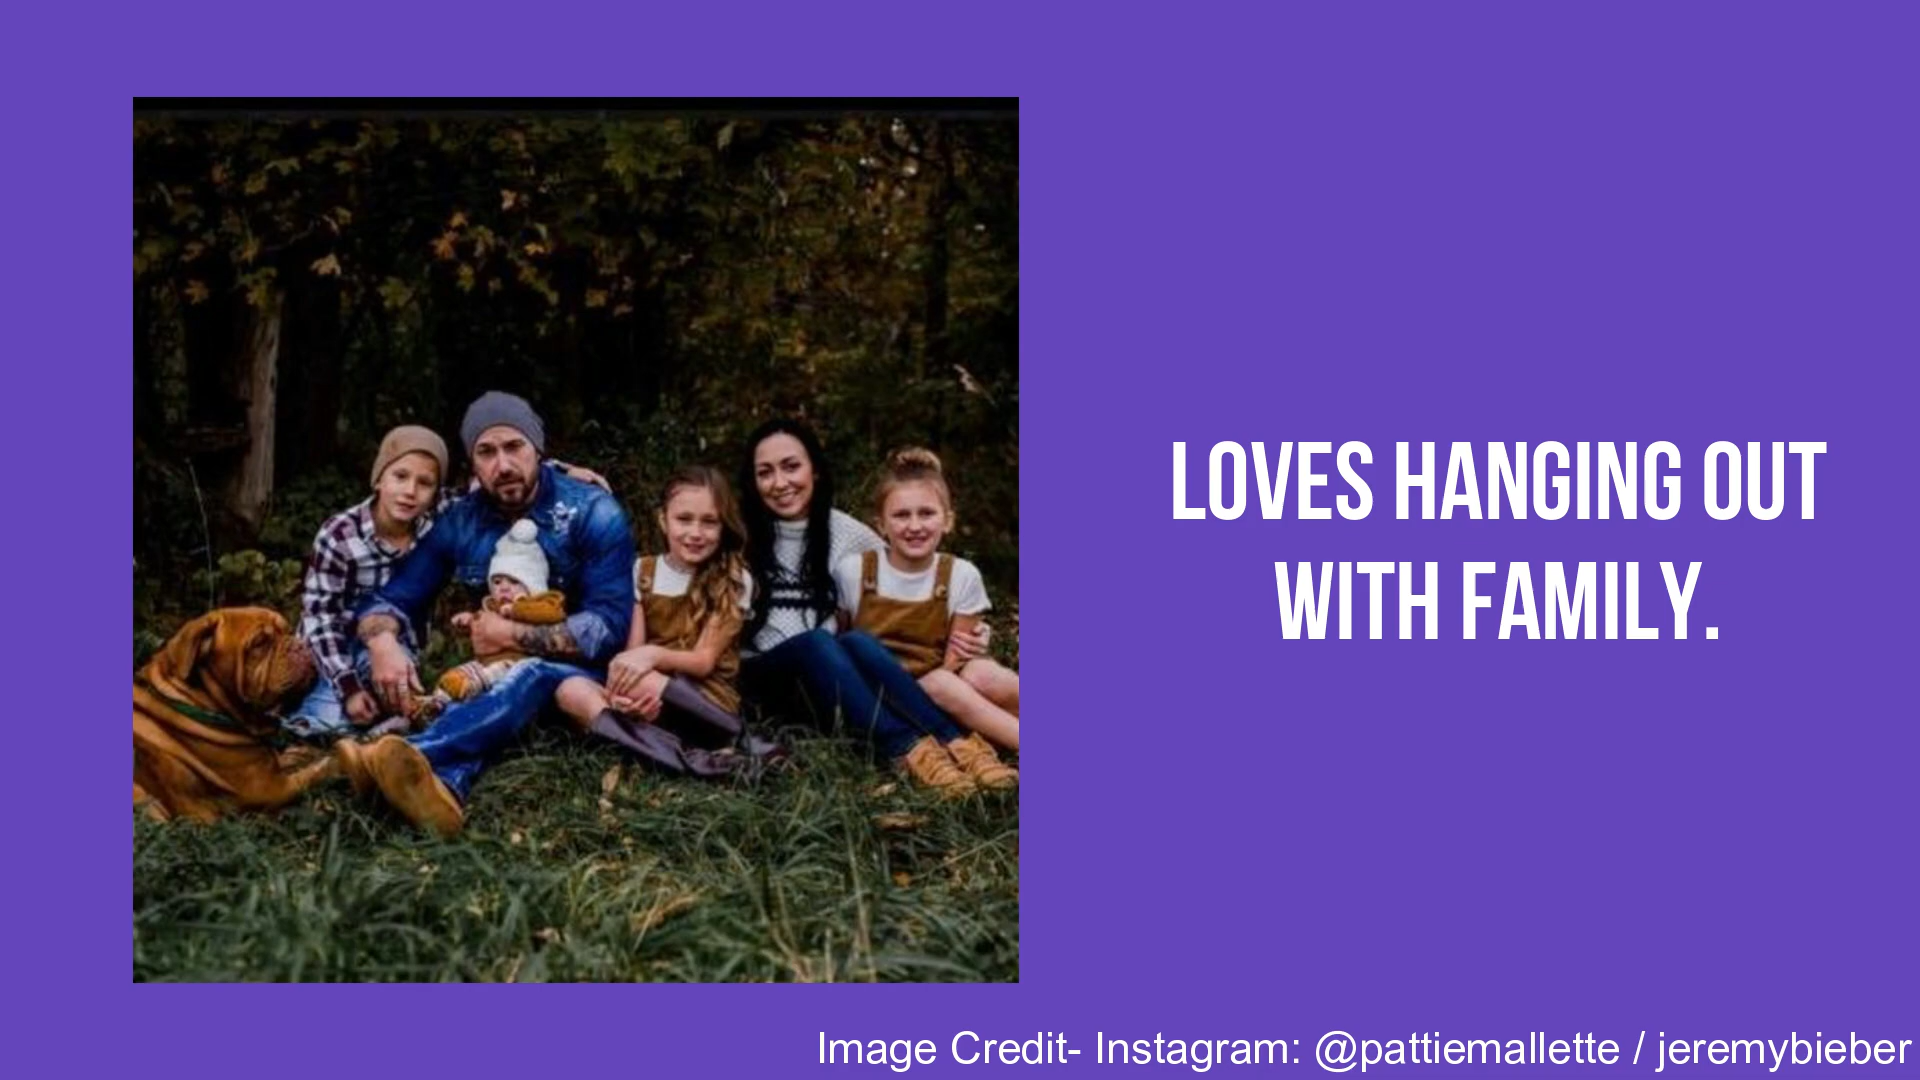 LOVES HANGING OUT
WITH FAMILY.
Image Credit- Instagram: @pattiemallette / jeremybieber